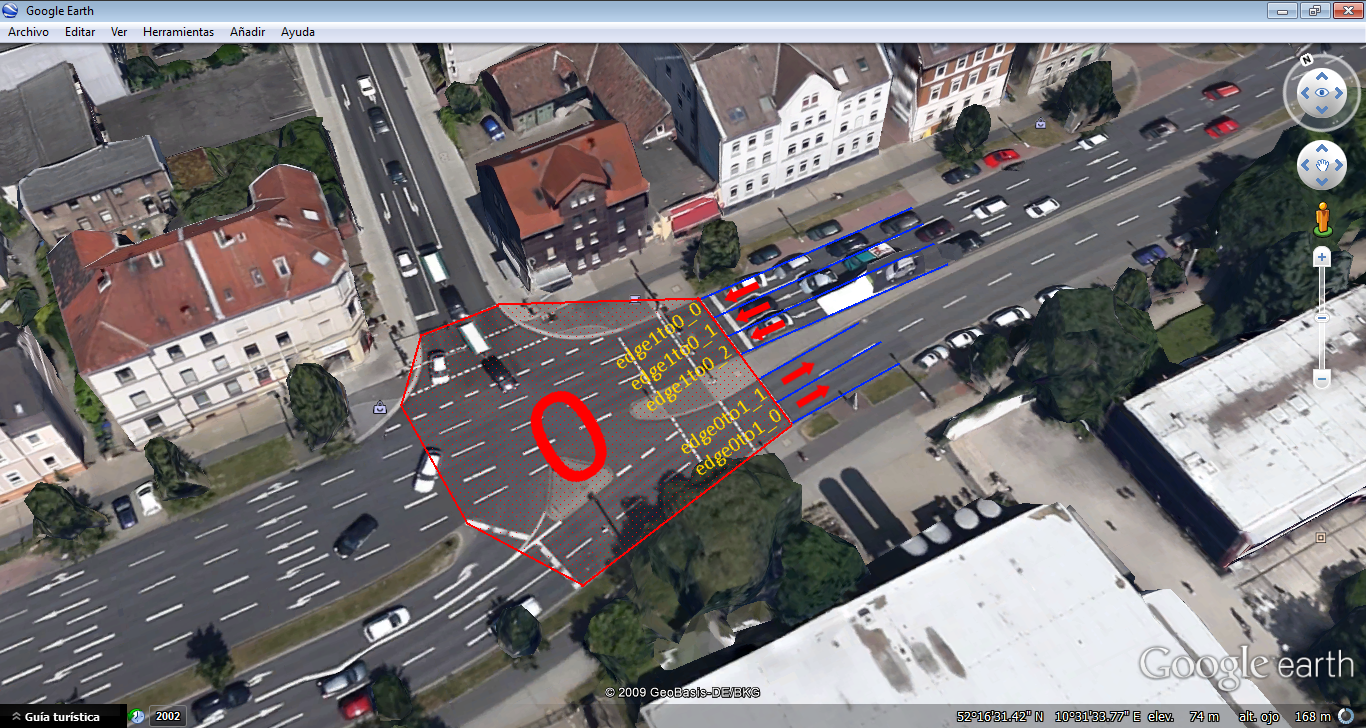 Google Earth
Archivo Editar Ver Herramientas Añadir Ayuda
N
edge1to0_0
edge1to0_1
edge1to0_2
0
edge0to1_1
edge0to1_0
Google earth
© 2009 GeoBasis-DE/BKG
Guía turística 2002 52°16'31.42" N 10°31'33.77" E elev. 74 m alt. ojo 168 m